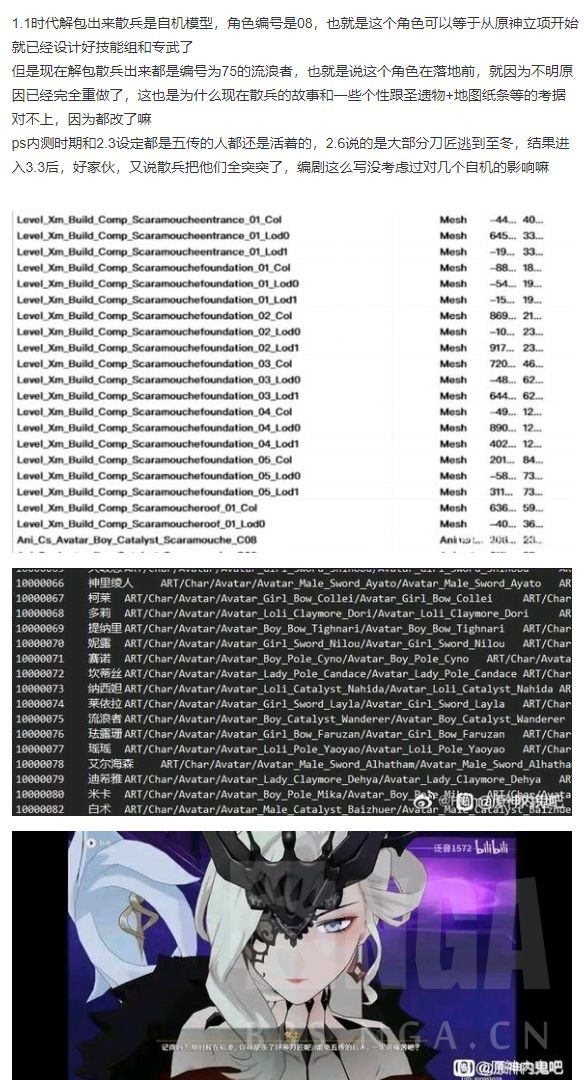 1.1时代解包出来散兵是自机模型，角色编号是08，也就是这个角色可以等于从原神立项开始
就已经设计好技能组和专武了
但是现在解包散兵出来都是编号为75的流浪者，也就是说这个角色在落地前，就因为不明原
因已经完全重做了，这也是为什么现在散兵的故事和一些个性跟圣遗物+地图纸条等的考据
对不上，因为都改了嘛
ps内测时期和2.3设定都是五传的人都还是活着的，2.6说的是大部分刀匠逃到至冬，结果进
入3.3后，好家伙，又说散兵把他们全突突了，编剧这么写没考虑过对几个自机的影响嘛
Level_Xm_Build_Comp_Scaramoucheentrance_01_Col Mesh -44... 40...
Level_Xm_Build_Comp_Scaramoucheentrance_01_Lod0 Mesh 645... 33...
Level_Xm_Build_Comp_Scaramoucheentrance_01_Lod1 Mesh -19... 33...
Level_Xm_Build_Comp_Scaramouchefoundation_01_Col Mesh -88... 18...
Level_Xm_Build_Comp_Scaramouchefoundation_01_Lod0 Mesh -54... 19...
Level_Xm_Build_Comp_Scaramouchefoundation_01_Lod1 Mesh -15... 19...
Level_Xm_Build_Comp_Scaramouchefoundation_02_Col Mesh 869... 21...
Level_Xm_Build_Comp_Scaramouchefoundation_02_Lod0 Mesh -10... 23...
Level_Xm_Build_Comp_Scaramouchefoundation_02_Lod1 Mesh 917... 23...
Level_Xm_Build_Comp_Scaramouchefoundation_03_Col Mesh 720... 46...
Level_Xm_Build_Comp_Scaramouchefoundation_03_Lod0 Mesh -48... 62...
Level_Xm_Build_Comp_Scaramouchefoundation_03_Lod1 Mesh 644... 62...
Level_Xm_Build_Comp_Scaramouchefoundation_04_Col Mesh -49... 12...
Level_Xm_Build_Comp_Scaramouchefoundation_04_Lod0 Mesh 890... 12...
Level_Xm_Build_Comp_Scaramouchefoundation_04_Lod1 Mesh 402... 12...
Level_Xm_Build_Comp_Scaramouchefoundation_05_Col Mesh 201... 84...
Level_Xm_Build_Comp_Scaramouchefoundation_05_Lod0 Mesh -58... 73...
Level_Xm_Build_Comp_Scaramouchefoundation_05_Lod1 Mesh 311... 73...
Level_Xm_Build_Comp_Scaramoucheroof_01_Col Mesh 636... 59...
Level_Xm_Build_Comp_Scaramoucheroof_01_Lod0 Mesh -40... 36...
Ani_Cs_Avatar_Boy_Catalyst_Scaramouche_C08
10000066 神里绫人 ART/Char/Avatar/Avatar_Male_Sword_Ayato/Avatar_Male_Sword_Ayato ART/Char
10000067 柯莱 ART/Char/Avatar/Avatar_Girl_Bow_Collei/Avatar_Girl_Bow_Collei ART/Char
10000068 多莉 ART/Char/Avatar/Avatar_Loli_Claymore_Dori/Avatar_Loli_Claymore_Dori ART/
10000069 提纳里 ART/Char/Avatar/Avatar_Boy_Bow_Tighnari/Avatar_Boy_Bow_Tighnari ART/Char
10000070 妮露 ART/Char/Avatar/Avatar_Girl_Sword_Nilou/Avatar_Girl_Sword_Nilou ART/Char
10000071 赛诺 ART/Char/Avatar/Avatar_Boy_Pole_Cyno/Avatar_Boy_Pole_Cyno ART/Char/Avata
10000072 坎蒂丝 ART/Char/Avatar/Avatar_Lady_Pole_Candace/Avatar_Lady_Pole_Candace ART/Char
10000073 纳西妲 ART/Char/Avatar/Avatar_Loli_Catalyst_Nahida/Avatar_Loli_Catalyst_Nahida AR
10000074 莱依拉 ART/Char/Avatar/Avatar_Girl_Sword_Layla/Avatar_Girl_Sword_Layla ART/Char
10000075 流浪者 ART/Char/Avatar/Avatar_Boy_Catalyst_Wanderer/Avatar_Boy_Catalyst_Wanderer
10000076 珐露珊 ART/Char/Avatar/Avatar_Girl_Bow_Faruzan/Avatar_Girl_Bow_Faruzan ART/Char
10000077 瑶瑶 ART/Char/Avatar/Avatar_Loli_Pole_Yaoyao/Avatar_Loli_Pole_Yaoyao ART/Char
10000078 艾尔海森 ART/Char/Avatar/Avatar_Male_Sword_Alhatham/Avatar_Male_Sword_Alhatha
10000079 迪希雅 ART/Char/Avatar/Avatar_Lady_Claymore_Dehya/Avatar_Lady_Claymore_Dehya A
10000080 米卡 ART/Char/Avatar/Avatar_Boy_Pole_Mika/Avatar_Boy_Pole_Mika
@原神内鬼吧
10000082 白术 ART/Char/Avatar/Avatar_Male_Catalyst_Baizhuer/Avatar_Male_Catalyst_Baizhue
泛音1572 bilibili
NGA
女士
BBS.NGA.CN
@原神内鬼吧